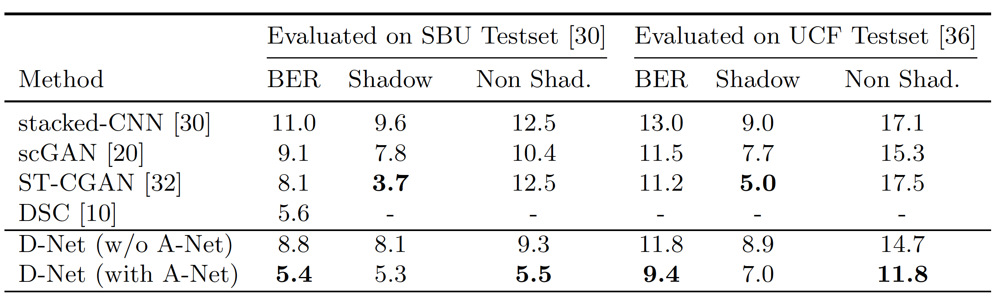 Evaluated on SBU Testset [30] Evaluated on UCF Testset [36]
Method BER Shadow Non Shad. BER Shadow Non Shad.
stacked-CNN [30] 11.0 9.6 12.5 13.0 9.0 17.1
scGAN [20] 9.1 7.8 10.4 11.5 7.7 15.3
ST-CGAN [32] 8.1 3.7 12.5 11.2 5.0 17.5
DSC [10] 5.6 - - - - -
D-Net (w/o A-Net) 8.8 8.1 9.3 11.8 8.9 14.7
D-Net (with A-Net) 5.4 5.3 5.5 9.4 7.0 11.8